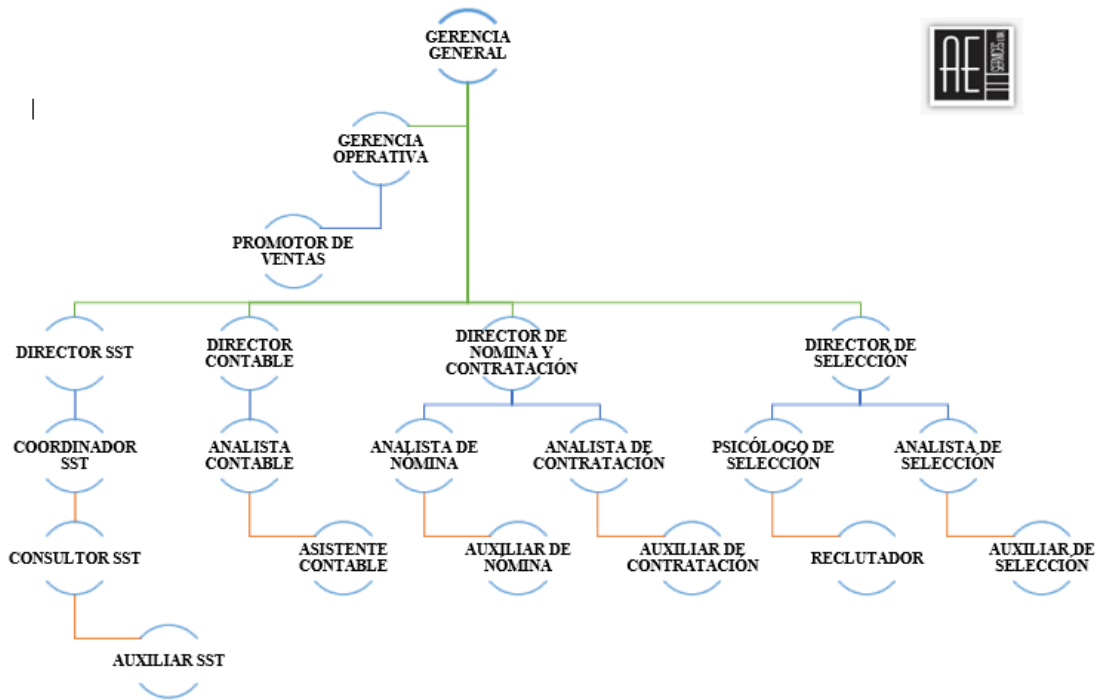 GERENCIA
GENERAL
AE
SERVICES LTDA
GERENCIA
OPERATIVA
PROMOTOR DE
VENTAS
DIRECTOR SST
DIRECTOR
CONTABLE
DIRECTOR DE
NOMINA Y
CONTRATACIÓN
DIRECTOR DE
SELECCIÓN
COORDINADOR
SST
ANALISTA
CONTABLE
ANALISTA DE
NÓMINA
ANALISTA DE
CONTRATACIÓN
PSICÓLOGO DE
SELECCIÓN
ANALISTA DE
SELECCIÓN
CONSULTOR SST
ASISTENTE
CONTABLE
AUXILIAR DE
NÓMINA
AUXILIAR DE
CONTRATACIÓN
RECLUTADOR
AUXILIAR DE
SELECCIÓN
AUXILIAR SST